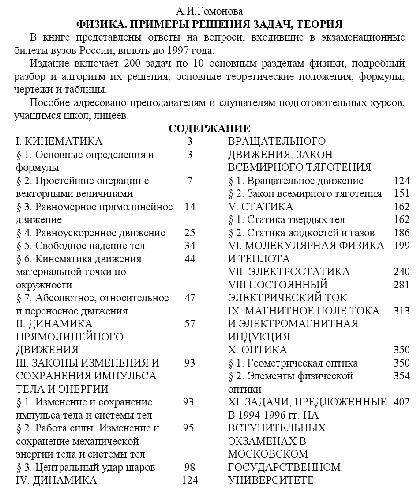 А.И.Гомонова
ФИЗИКА. ПРИМЕРЫ РЕШЕНИЯ ЗАДАЧ, ТЕОРИЯ
В книге представлены ответы на вопросы, входившие в экзаменационные
билеты вузов России, вплоть до 1997 года.
Издание включает 200 задач по 10 основным разделам физики, подробный
разбор и алгоритм их решения, основные теоретические положения, формулы,
чертежи и таблицы.
Пособие адресовано преподавателям и слушателям подготовительных курсов,
учащимся школ, лицеев.
СОДЕРЖАНИЕ
I. КИНЕМАТИКА 3
§ 1. Основные определения и 3
формулы
§ 2. Простейшие операции с 7
векторными величинами
§ 3. Равномерное прямолинейное 14
движение
§ 4. Равноускоренное движение 25
§ 5. Свободное падение тел 34
§ 6. Кинематика движения 44
материальной точки по
окружности
§ 7. Абсолютное, относительное 47
и переносное движения
II. ДИНАМИКА 57
ПРЯМОЛИНЕЙНОГО
ДВИЖЕНИЯ
III. ЗАКОНЫ ИЗМЕНЕНИЯ И 93
СОХРАНЕНИЯ ИМПУЛЬСА
ТЕЛА И ЭНЕРГИИ
§ 1. Изменение и сохранение 93
импульса тела и системы тел
§ 2. Работа силы. Изменение и 95
сохранение механической
энергии тела и системы тел
§ 3. Центральный удар шаров 98
IV. ДИНАМИКА 124
ВРАЩАТЕЛЬНОГО
ДВИЖЕНИЯ. ЗАКОН
ВСЕМИРНОГО ТЯГОТЕНИЯ
§ 1. Вращательное движение 124
§ 2. Закон всемирного тяготения 151
V. СТАТИКА 162
§ 1. Статика твердых тел 162
§ 2. Статика жидкостей и газов 186
VI. МОЛЕКУЛЯРНАЯ ФИЗИКА 199
И ТЕПЛОТА
VII. ЭЛЕКТРОСТАТИКА 240
VIII. ПОСТОЯННЫЙ 281
ЭЛЕКТРИЧЕСКИЙ ТОК
IX. МАГНИТНОЕ ПОЛЕ ТОКА 313
И ЭЛЕКТРОМАГНИТНАЯ
ИНДУКЦИЯ
X. ОПТИКА 350
§ 1. Геометрическая оптика 350
§ 2. Элементы физической 354
оптики
XI. ЗАДАЧИ, ПРЕДЛОЖЕННЫЕ 402
В 1994-1996 гг. НА
ВСТУПИТЕЛЬНЫХ
ЭКЗАМЕНАХ В
МОСКОВСКОМ
ГОСУДАРСТВЕННОМ
УНИВЕРСИТЕТЕ